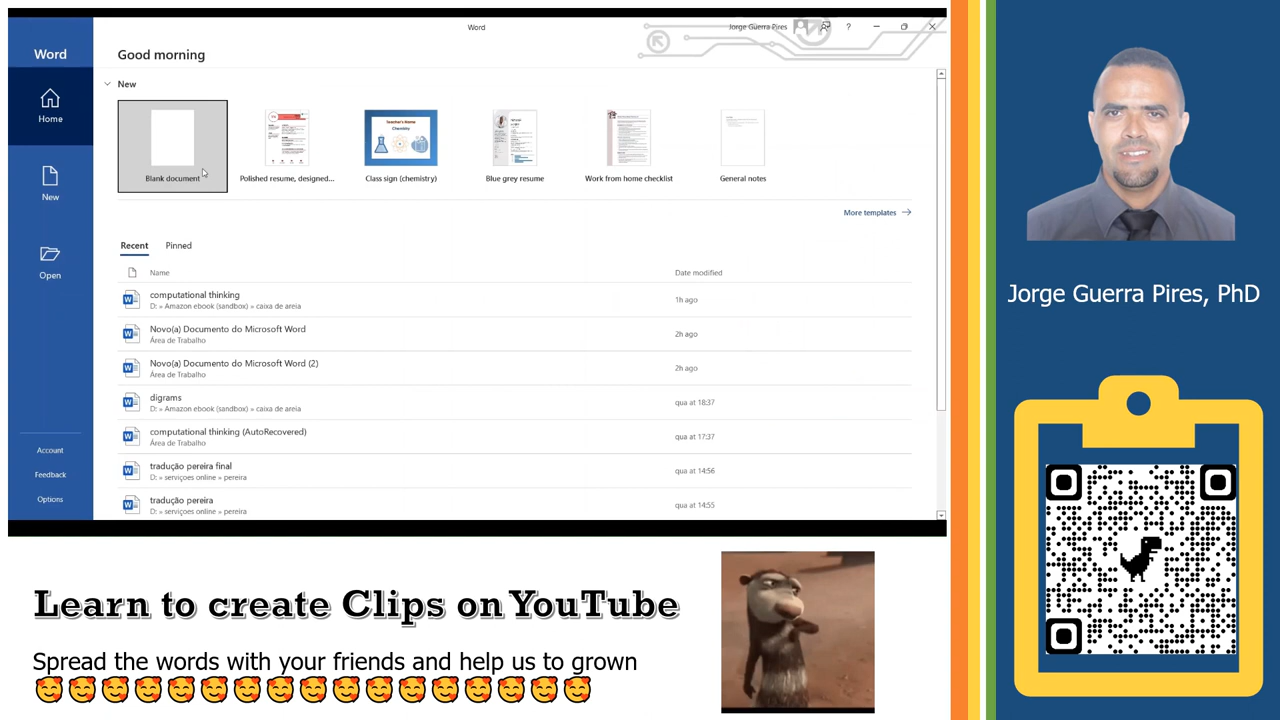 Word
Jorge Guerra Pires
?
Word
Good morning
New
Home
New
Open
Blank document
Polished resume, designed...
Teacher's Name
Chemistry
Class sign (chemistry)
Blue grey resume
Work from home checklist
General notes
More templates
Recent
Pinned
Name
Date modified
computational thinking
D: » Amazon ebook (sandbox) » caixa de areia
1h ago
Novo(a) Documento do Microsoft Word
Área de Trabalho
2h ago
Novo(a) Documento do Microsoft Word (2)
Área de Trabalho
2h ago
digrams
D: » Amazon ebook (sandbox) » caixa de areia
qua at 18:37
computational thinking (AutoRecovered)
Área de Trabalho
qua at 17:37
tradução pereira final
D: » serviçoes online » pereira
qua at 14:56
tradução pereira
D: » serviçoes online » pereira
qua at 14:55
Account
Feedback
Options
Jorge Guerra Pires, PhD
Learn to create Clips on YouTube
Spread the words with your friends and help us to grown